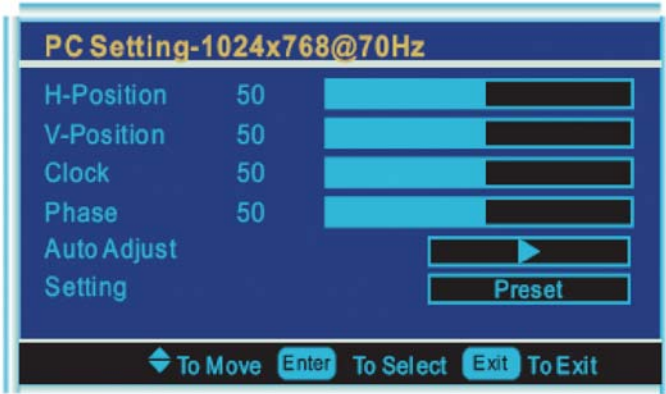 PC Setting-1024x768@70Hz
H-Position 50
V-Position 50
Clock 50
Phase 50
Auto Adjust
Setting Preset
To Move Enter To Select Exit To Exit